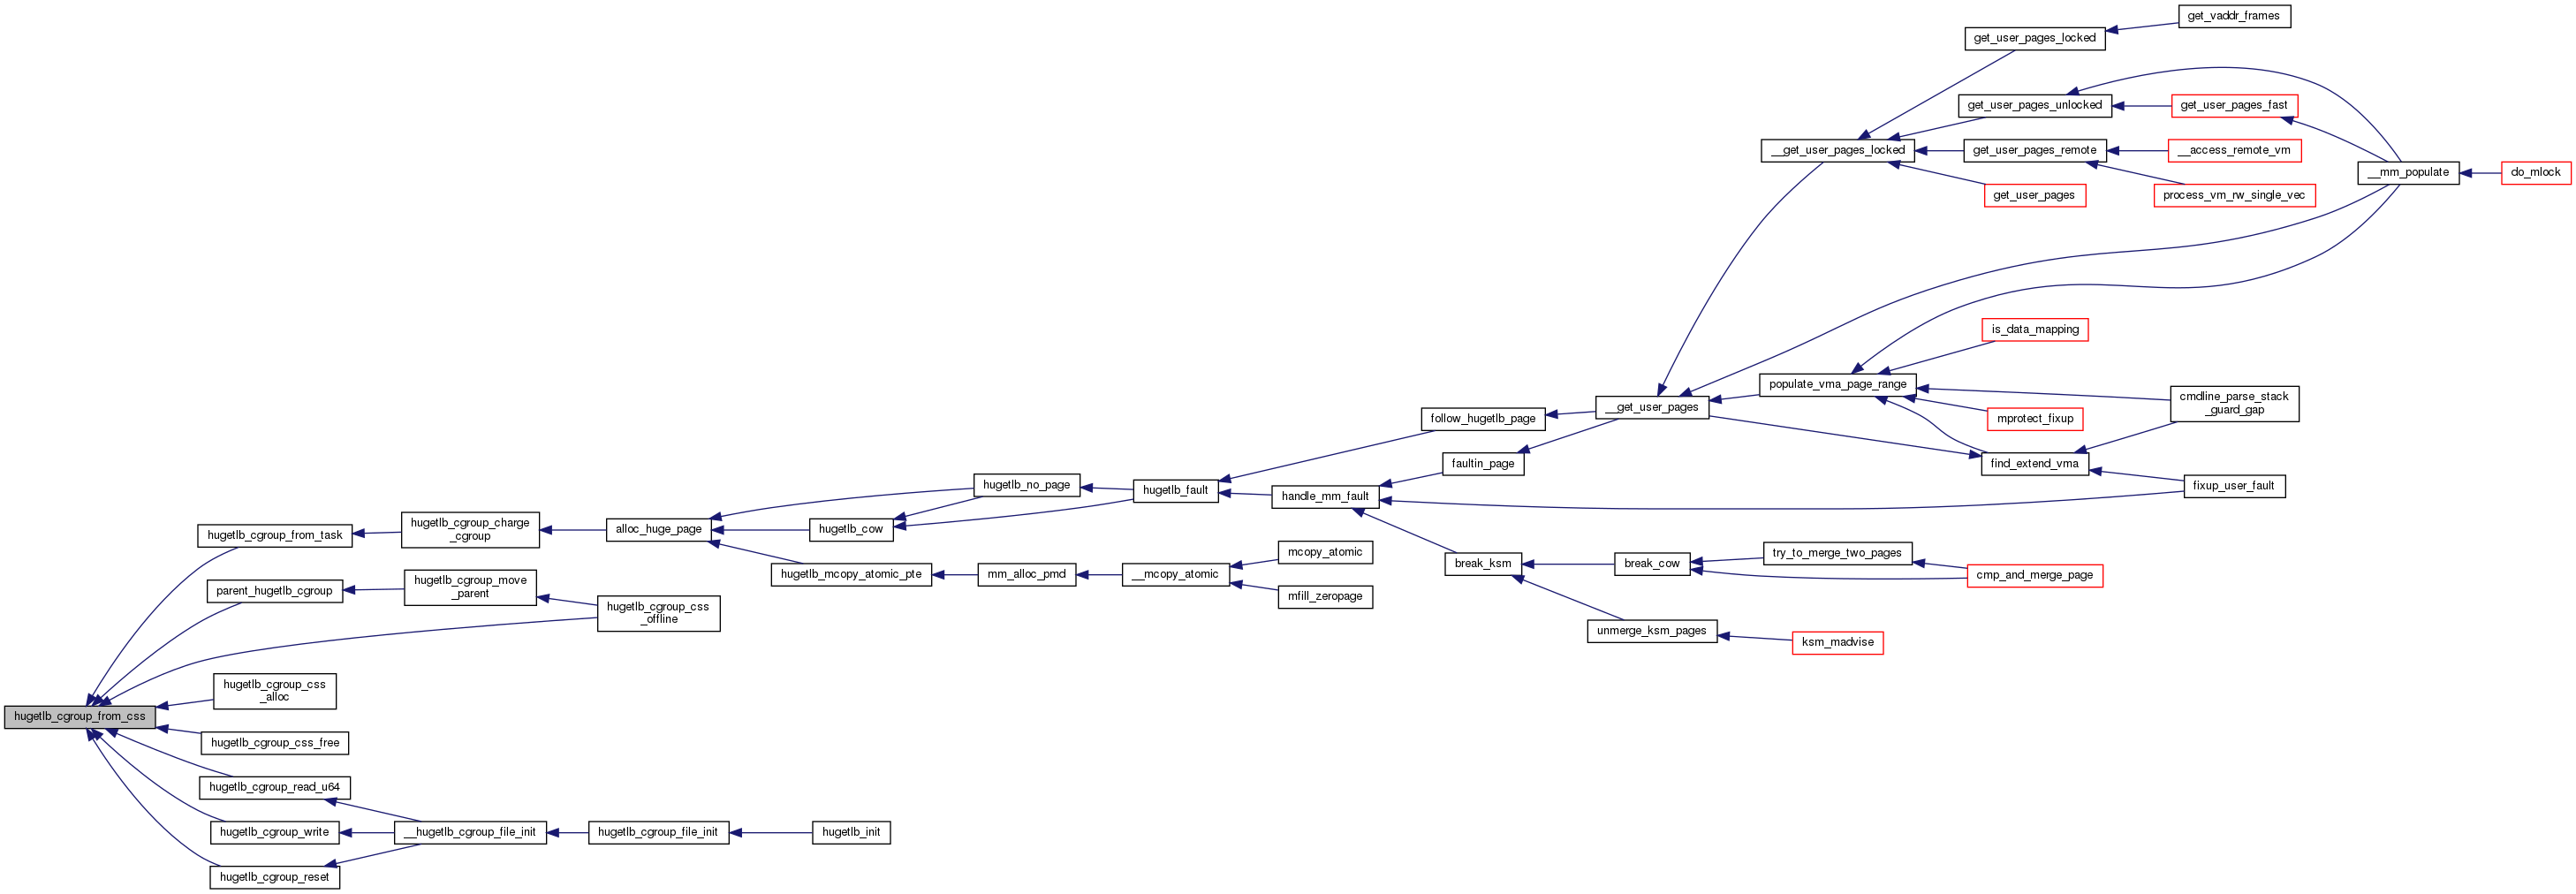 get_vaddr_frames
get_user_pages_locked
get_user_pages_unlocked
get_user_pages_fast
__get_user_pages_locked
get_user_pages_remote
__access_remote_vm
__mm_populate
do_mlock
get_user_pages
process_vm_rw_single_vec
is_data_mapping
populate_vma_page_range
cmdline_parse_stack
_guard_gap
__get_user_pages
follow_hugetlb_page
mprotect_fixup
faultin_page
find_extend_vma
hugetlb_no_page
hugetlb_fault
handle_mm_fault
fixup_user_fault
hugetlb_cgroup_from_task
hugetlb_cgroup_charge
_cgroup
alloc_huge_page
hugetlb_cow
mcopy_atomic
break_ksm
break_cow
try_to_merge_two_pages
hugetlb_mcopy_atomic_pte
mm_alloc_pmd
__mcopy_atomic
cmp_and_merge_page
parent_hugetlb_cgroup
hugetlb_cgroup_move
_parent
mfill_zeropage
hugetlb_cgroup_css
_offline
unmerge_ksm_pages
ksm_madvise
hugetlb_cgroup_css
_alloc
hugetlb_cgroup_from_css
hugetlb_cgroup_css_free
hugetlb_cgroup_read_u64
hugetlb_cgroup_write
__hugetlb_cgroup_file_init
hugetlb_cgroup_file_init
hugetlb_init
hugetlb_cgroup_reset